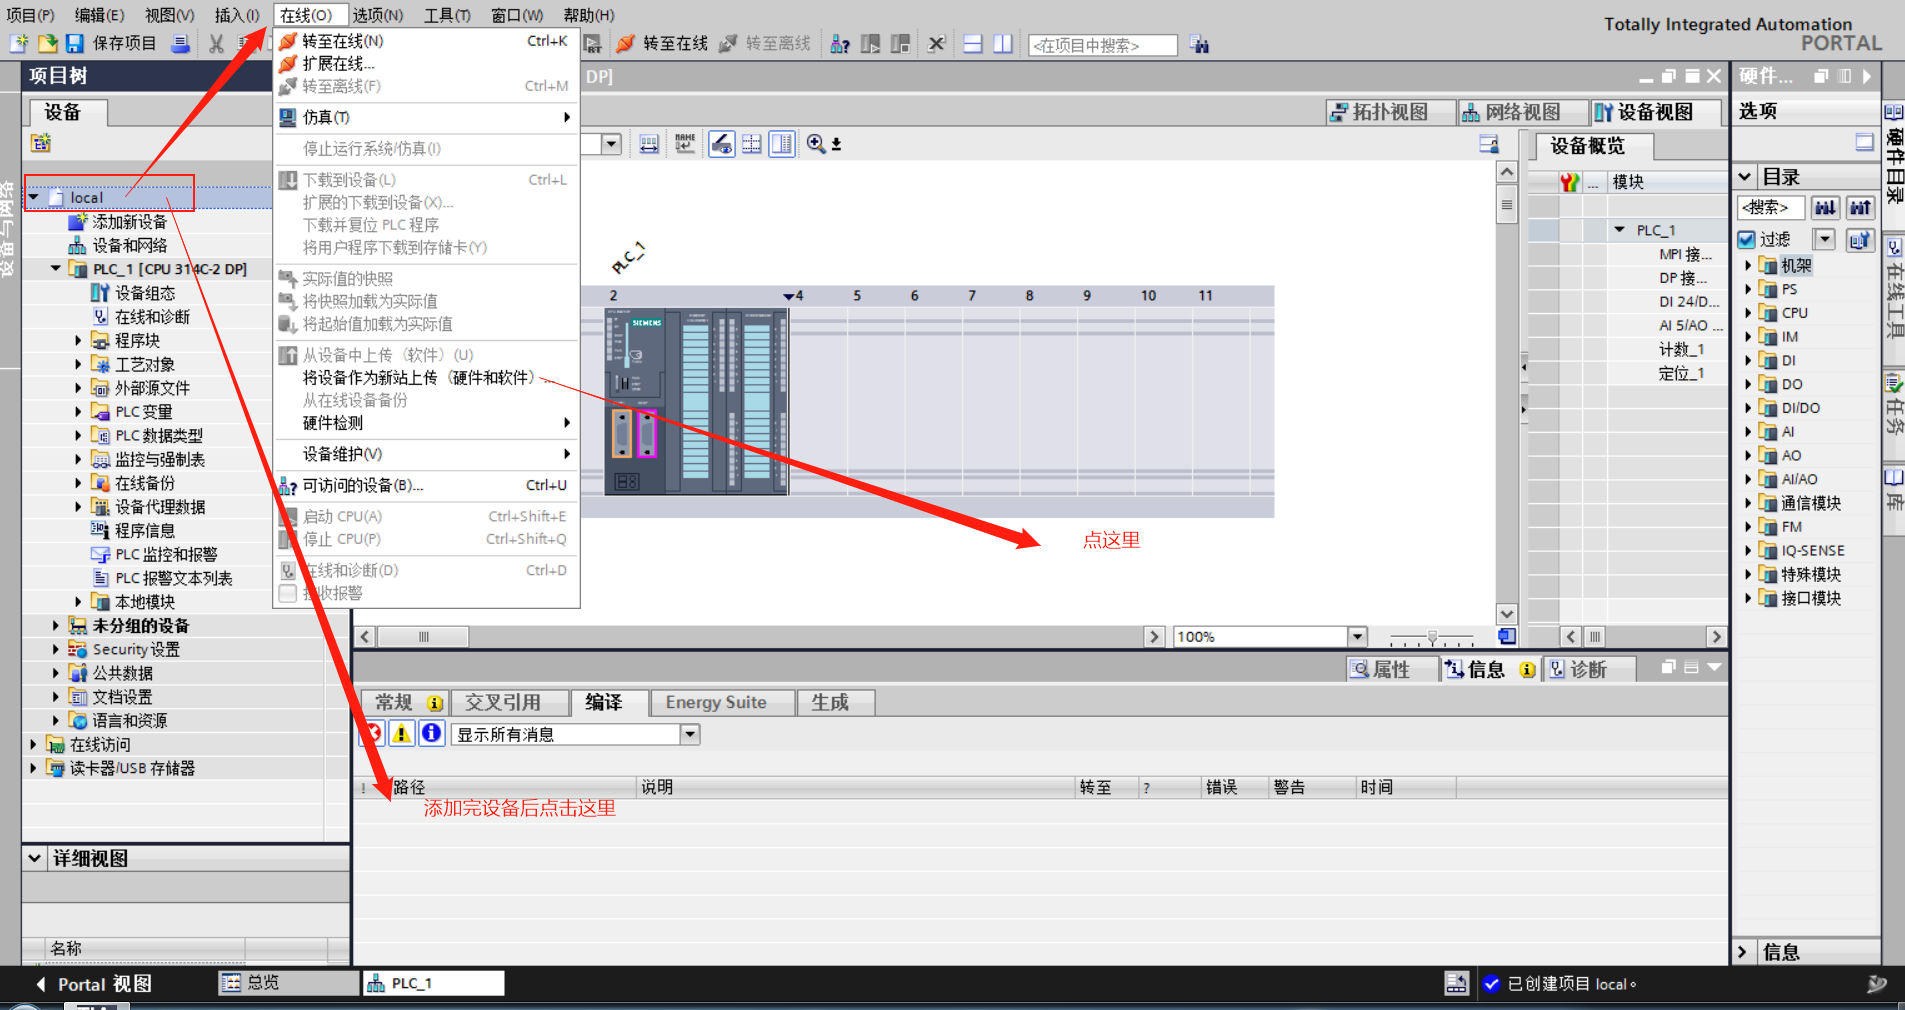 项目(P) 编辑(E) 视图(V) 插入(I) 在线(O) 选项(N) 工具(T) 窗口(W) 帮助(H)
Totally Integrated Automation
PORTAL
保存项目
转至在线
转至离线
<在项目中搜索>
项目树
设备
local
添加新设备
设备和网络
PLC_1 [CPU 314C-2 DP]
设备组态
在线和诊断
程序块
工艺对象
外部源文件
PLC 变量
PLC 数据类型
监控与强制表
在线备份
设备代理数据
程序信息
PLC 监控和报警
PLC 报警文本列表
本地模块
未分组的设备
Security 设置
公共数据
文档设置
语言和资源
在线访问
读卡器/USB 存储器
详细视图
名称
转至在线(N) Ctrl+K
扩展在线...
转至离线(F) Ctrl+M
仿真(T)
停止运行系统/仿真(I)
下载到设备(L) Ctrl+L
扩展的下载到设备(X)...
下载并复位 PLC 程序
将用户程序下载到存储卡(Y)
实际值的快照
将快照加载为实际值
将起始值加载为实际值
从设备中上传（软件）(U)
将设备作为新站上传（硬件和软件）...
从在线设备备份
硬件检测
设备维护(V)
可访问的设备(B)... Ctrl+U
启动 CPU(A) Ctrl+Shift+E
停止 CPU(P) Ctrl+Shift+Q
在线和诊断(D) Ctrl+D
接收报警
DP]
拓扑视图 网络视图 设备视图
PLC_1
2 4 5 6 7 8 9 10 11
SIEMENS
点这里
100%
设备概览
... 模块
PLC_1
MPI 接...
DP 接...
DI 24/D...
AI 5/AO ...
计数_1
定位_1
属性 信息 诊断
常规 交叉引用 编译 Energy Suite 生成
显示所有消息
! 路径 说明 转至 ? 错误 警告 时间
添加完设备后点击这里
硬件...
选项
目录
<搜索>
过滤
机架
PS
CPU
IM
DI
DO
DI/DO
AI
AO
AI/AO
通信模块
FM
IQ-SENSE
特殊模块
接口模块
信息
硬件目录
在线工具
任务
库
设备与网络
Portal 视图
总览
PLC_1
已创建项目 local。